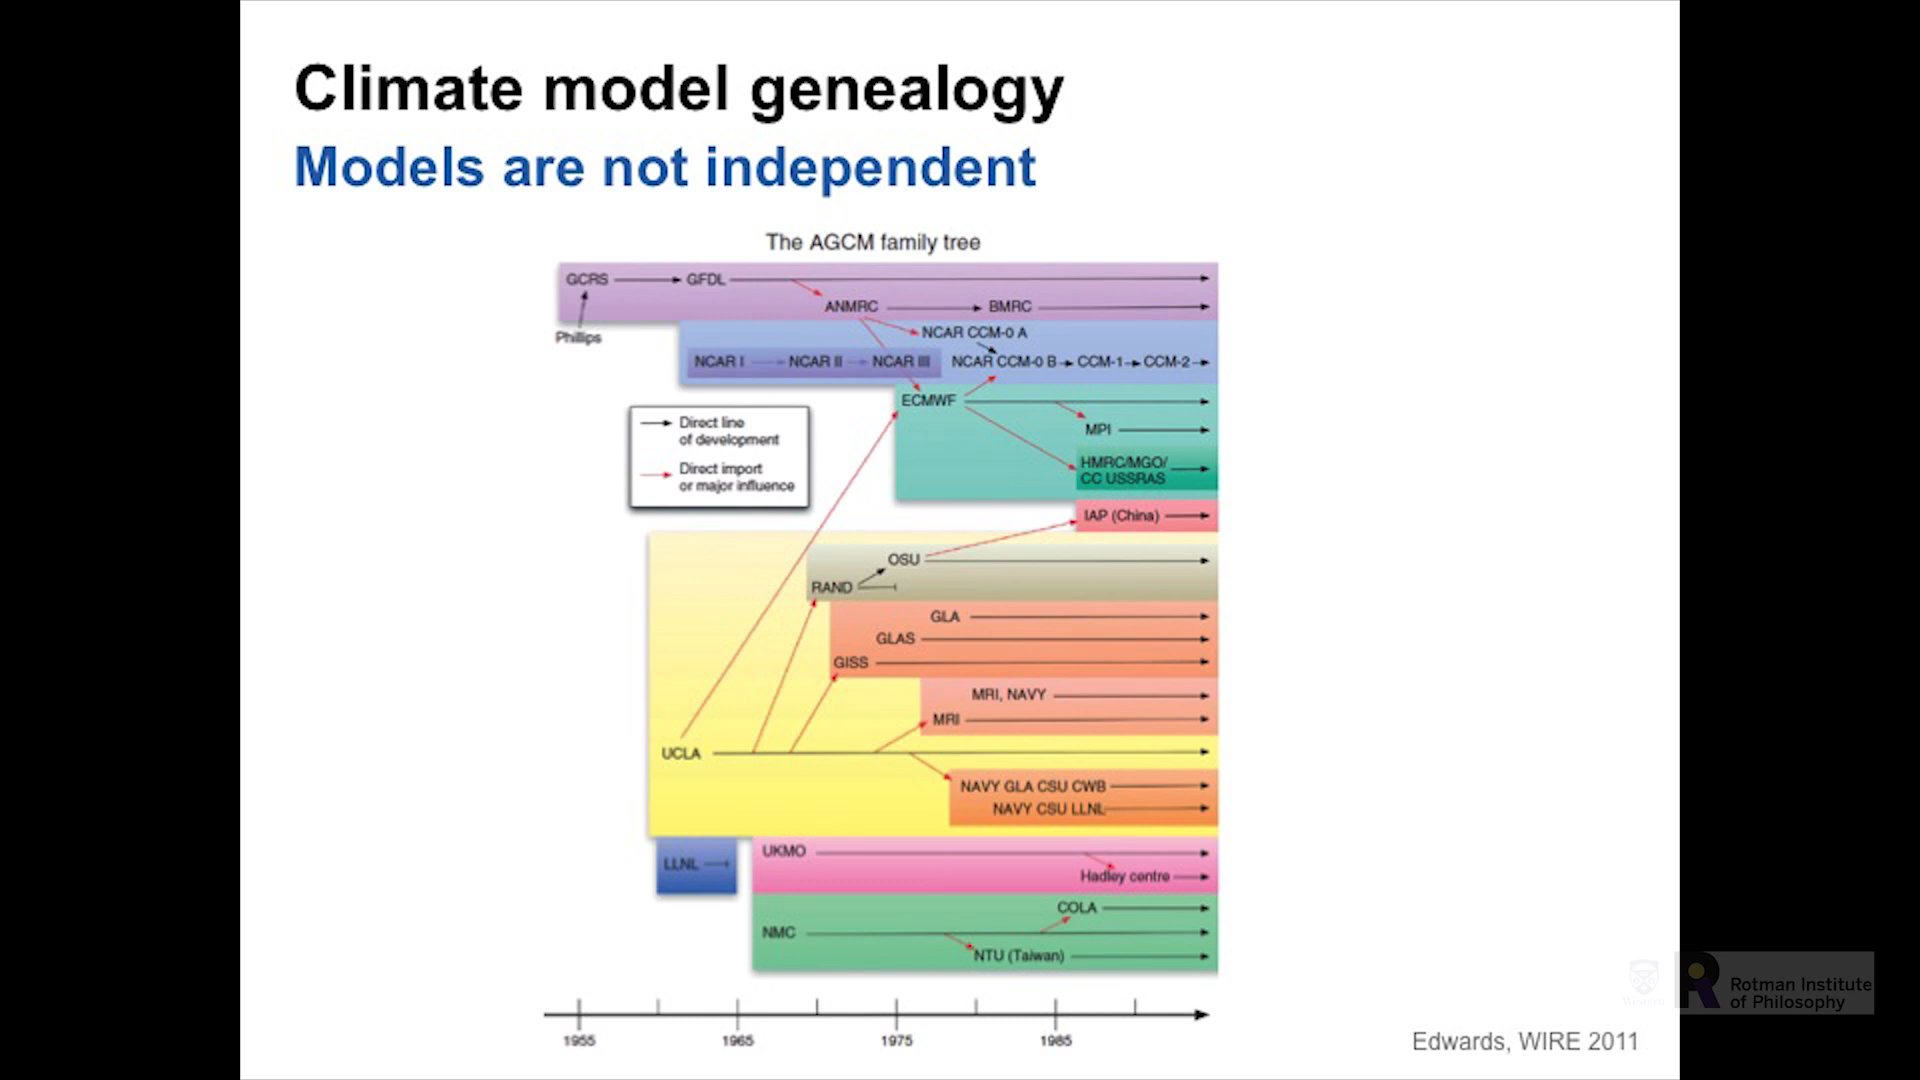 Climate model genealogy
Models are not independent
The AGCM family tree
GCRS GFDL
ANMRC BMRC
Phillips
NCAR CCM-0 A
NCAR I NCAR II NCAR III NCAR CCM-0 B CCM-1 CCM-2
ECMWF
Direct line
of development
Direct import
or major influence
MPI
HMRC/MGO/
CC USSRAS
IAP (China)
OSU
RAND
GLA
GLAS
GISS
MRI, NAVY
MRI
UCLA
NAVY GLA CSU CWB
NAVY CSU LLNL
LLNL
UKMO
Hadley centre
COLA
NMC
NTU (Taiwan)
1955 1965 1975 1985
Edwards, WIRE 2011
Western
Rotman Institute
of Philosophy